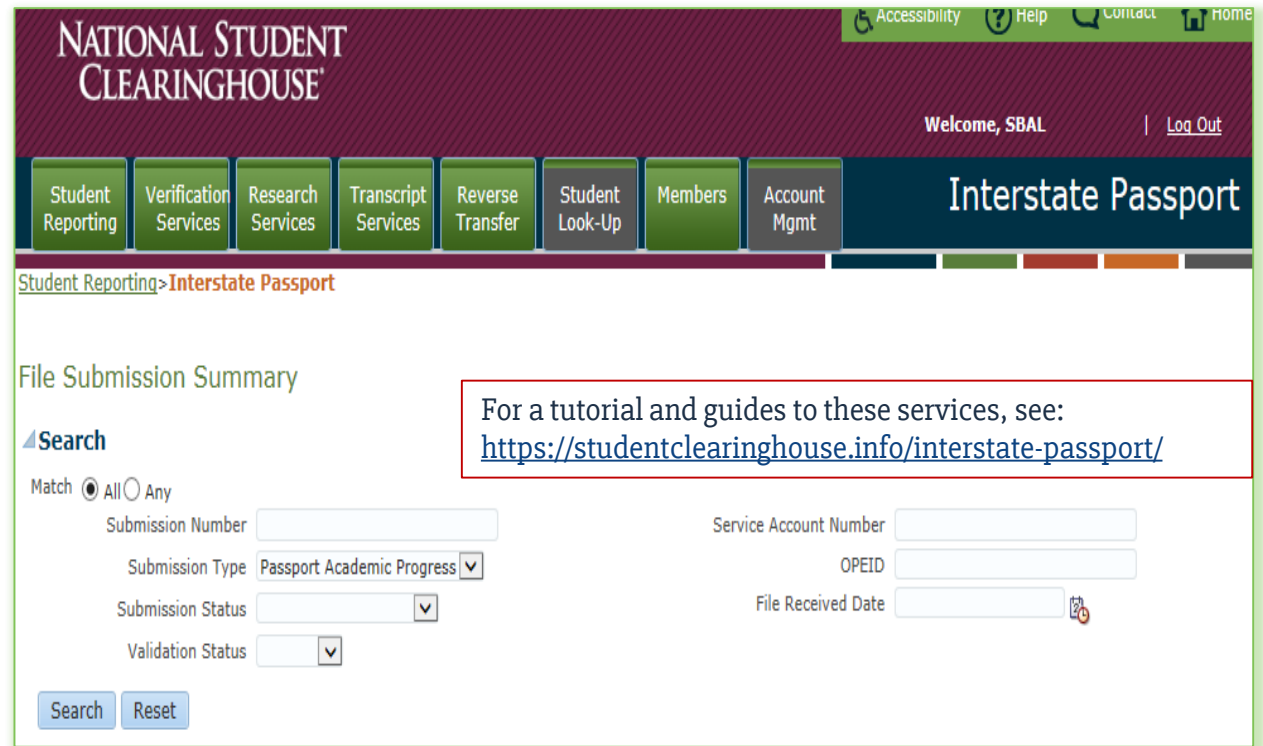 Accessibility Help Contact Home
NATIONAL STUDENT
CLEARINGHOUSE®
Welcome, SBAL | Log Out
Student Reporting Verification Services Research Services Transcript Services Reverse Transfer Student Look-Up Members Account Mgmt
Interstate Passport
Student Reporting>Interstate Passport
File Submission Summary
For a tutorial and guides to these services, see:
https://studentclearinghouse.info/interstate-passport/
Search
Match All Any
Submission Number Service Account Number
Submission Type Passport Academic Progress OPEID
Submission Status File Received Date
Validation Status
Search Reset